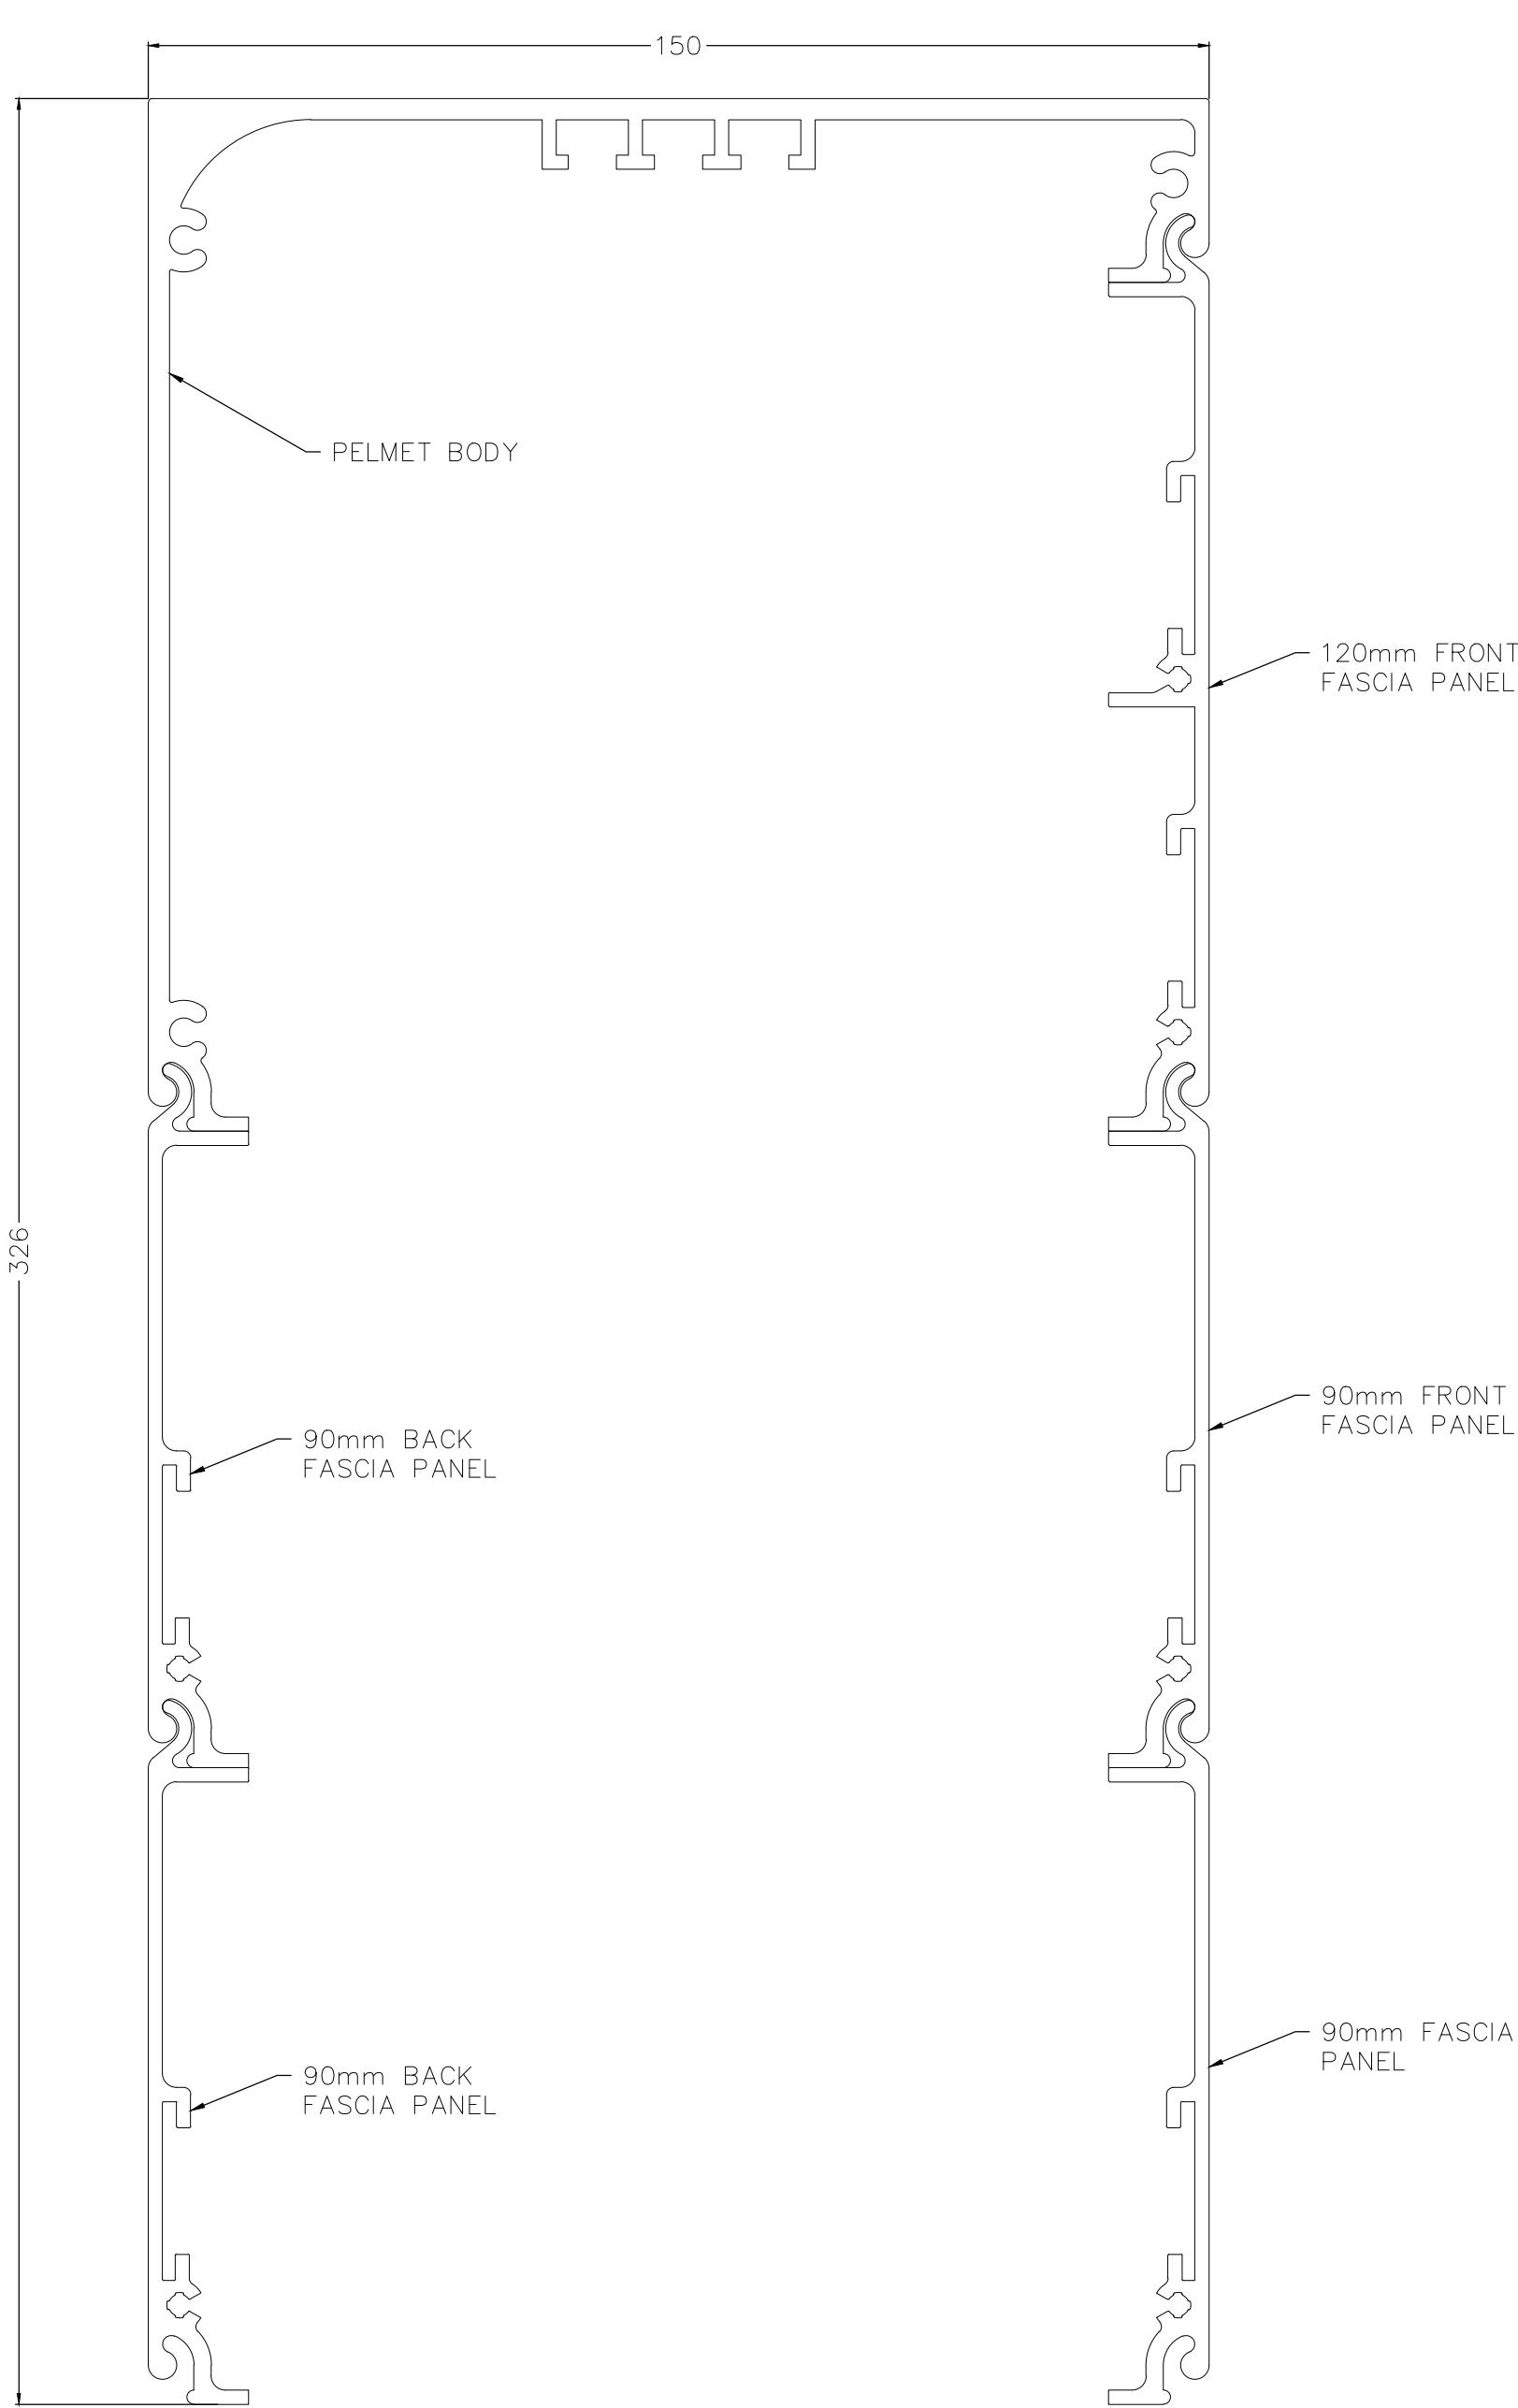 150
PELMET BODY
120mm FRONT
FASCIA PANEL
326
90mm FRONT
FASCIA PANEL
90mm BACK
FASCIA PANEL
90mm FASCIA
PANEL
90mm BACK
FASCIA PANEL